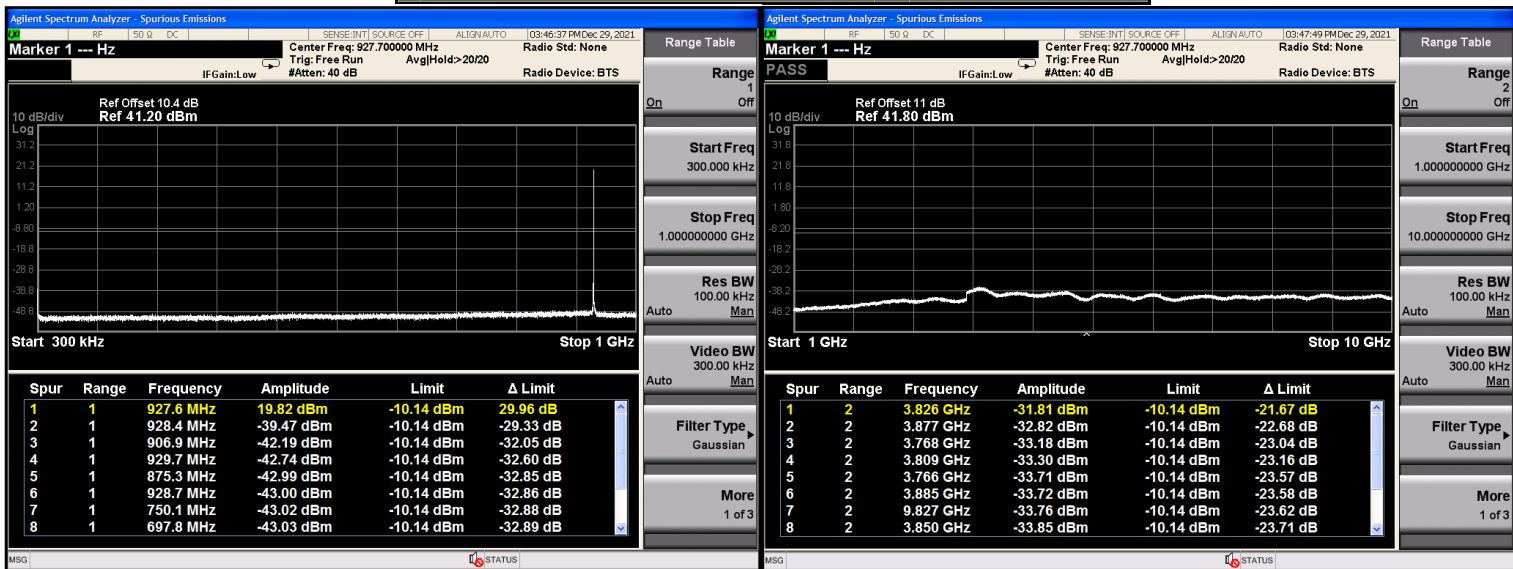 Agilent Spectrum Analyzer - Spurious Emissions
LXI RF 50 Ω DC SENSE:INT SOURCE OFF ALIGN AUTO 03:46:37 PM Dec 29, 2021
Marker 1 --- Hz
Center Freq: 927.700000 MHz
Radio Std: None
Trig: Free Run Avg|Hold:>20/20
IFGain:Low #Atten: 40 dB Radio Device: BTS
Ref Offset 10.4 dB
10 dB/div Ref 41.20 dBm
Log
31.2
21.2
11.2
1.20
-8.80
-18.8
-28.8
-38.8
-48.8
Start 300 kHz Stop 1 GHz
Spur Range Frequency Amplitude Limit Δ Limit
1 1 927.6 MHz 19.82 dBm -10.14 dBm 29.96 dB
2 1 928.4 MHz -39.47 dBm -10.14 dBm -29.33 dB
3 1 906.9 MHz -42.19 dBm -10.14 dBm -32.05 dB
4 1 929.7 MHz -42.74 dBm -10.14 dBm -32.60 dB
5 1 875.3 MHz -42.99 dBm -10.14 dBm -32.85 dB
6 1 928.7 MHz -43.00 dBm -10.14 dBm -32.86 dB
7 1 750.1 MHz -43.02 dBm -10.14 dBm -32.88 dB
8 1 697.8 MHz -43.03 dBm -10.14 dBm -32.89 dB
MSG STATUS
Range Table
Range
1
On Off
Start Freq
300.000 kHz
Stop Freq
1.000000000 GHz
Res BW
100.00 kHz
Auto Man
Video BW
300.00 kHz
Auto Man
Filter Type
Gaussian
More
1 of 3
Agilent Spectrum Analyzer - Spurious Emissions
LXI RF 50 Ω DC SENSE:INT SOURCE OFF ALIGN AUTO 03:47:49 PM Dec 29, 2021
Marker 1 --- Hz
Center Freq: 927.700000 MHz
Radio Std: None
PASS
Trig: Free Run Avg|Hold:>20/20
IFGain:Low #Atten: 40 dB Radio Device: BTS
Ref Offset 11 dB
10 dB/div Ref 41.80 dBm
Log
31.8
21.8
11.8
1.80
-8.20
-18.2
-28.2
-38.2
-48.2
Start 1 GHz Stop 10 GHz
Spur Range Frequency Amplitude Limit Δ Limit
1 2 3.826 GHz -31.81 dBm -10.14 dBm -21.67 dB
2 2 3.877 GHz -32.82 dBm -10.14 dBm -22.68 dB
3 2 3.768 GHz -33.18 dBm -10.14 dBm -23.04 dB
4 2 3.809 GHz -33.30 dBm -10.14 dBm -23.16 dB
5 2 3.766 GHz -33.71 dBm -10.14 dBm -23.57 dB
6 2 3.885 GHz -33.72 dBm -10.14 dBm -23.58 dB
7 2 9.827 GHz -33.76 dBm -10.14 dBm -23.62 dB
8 2 3.850 GHz -33.85 dBm -10.14 dBm -23.71 dB
MSG STATUS
Range Table
Range
2
On Off
Start Freq
1.000000000 GHz
Stop Freq
10.000000000 GHz
Res BW
100.00 kHz
Auto Man
Video BW
300.00 kHz
Auto Man
Filter Type
Gaussian
More
1 of 3